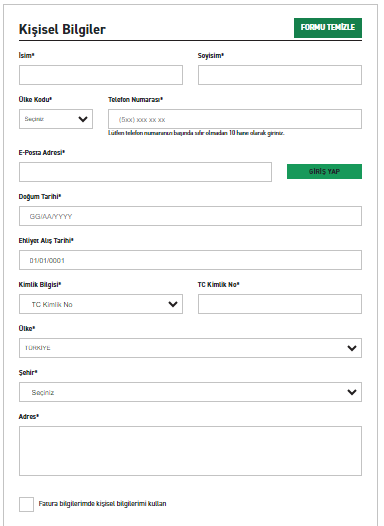 Kişisel Bilgiler
FORMU TEMİZLE
İsim*
Soyisim*
Ülke Kodu*
Telefon Numarası*
Seçiniz
(5xx) xxx xx xx
Lütfen telefon numaranızı başında sıfır olmadan 10 hane olarak giriniz.
E-Posta Adresi*
GİRİŞ YAP
Doğum Tarihi*
GG/AA/YYYY
Ehliyet Alış Tarihi*
01/01/0001
Kimlik Bilgisi*
TC Kimlik No*
TC Kimlik No
Ülke*
TÜRKİYE
Şehir*
Seçiniz
Adres*
Fatura bilgilerimde kişisel bilgilerimi kullan